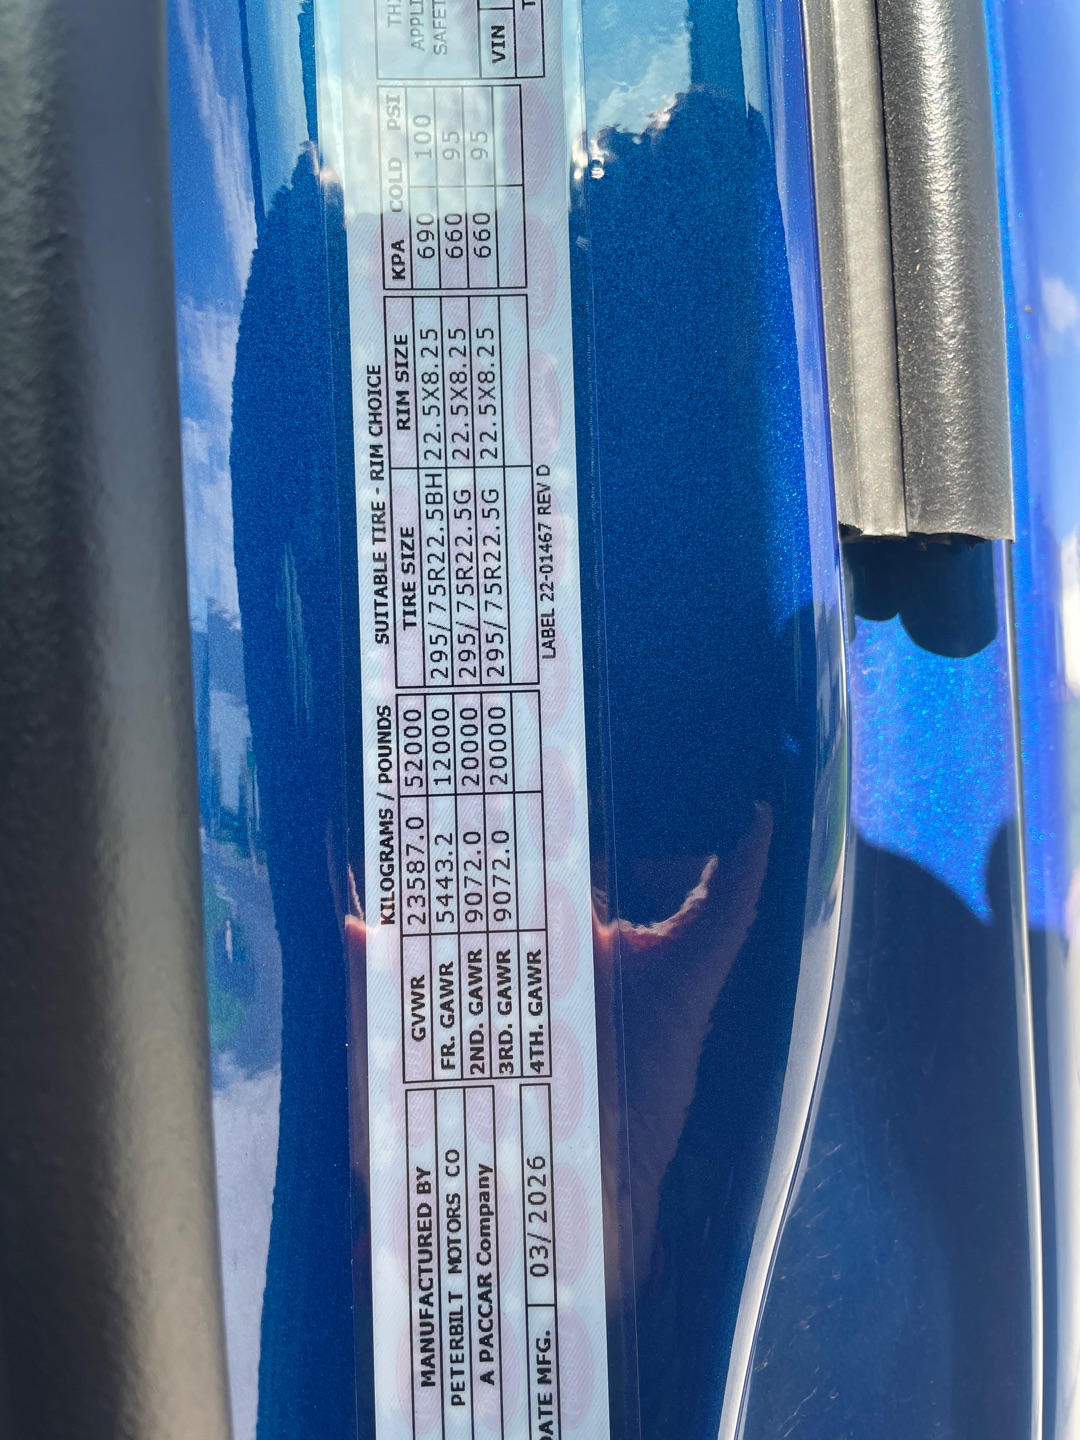 MANUFACTURED BY
PETERBILT MOTORS CO
A PACCAR Company
DATE MFG. 03/2026
KILOGRAMS / POUNDS
GVWR 23587.0 52000
FR. GAWR 5443.2 12000
2ND. GAWR 9072.0 20000
3RD. GAWR 9072.0 20000
4TH. GAWR
SUITABLE TIRE - RIM CHOICE
TIRE SIZE RIM SIZE
295/75R22.5BH 22.5X8.25
295/75R22.5G 22.5X8.25
295/75R22.5G 22.5X8.25
LABEL 22-01467 REV D
KPA COLD PSI
690 100
660 95
660 95
VIN